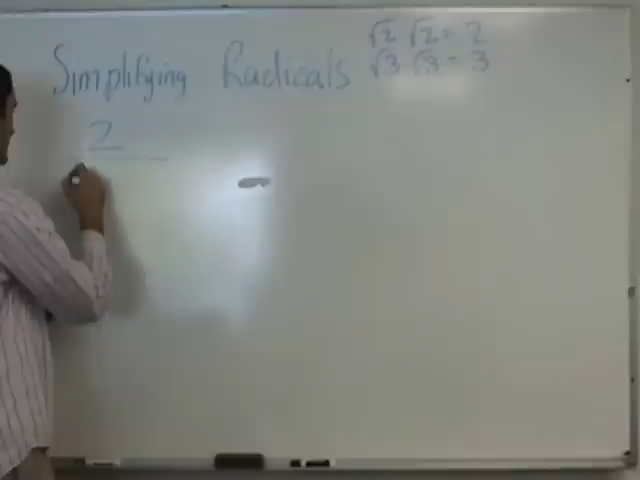 Simplifying Radicals
√2 √2 = 2
√3 √3 = 3
2